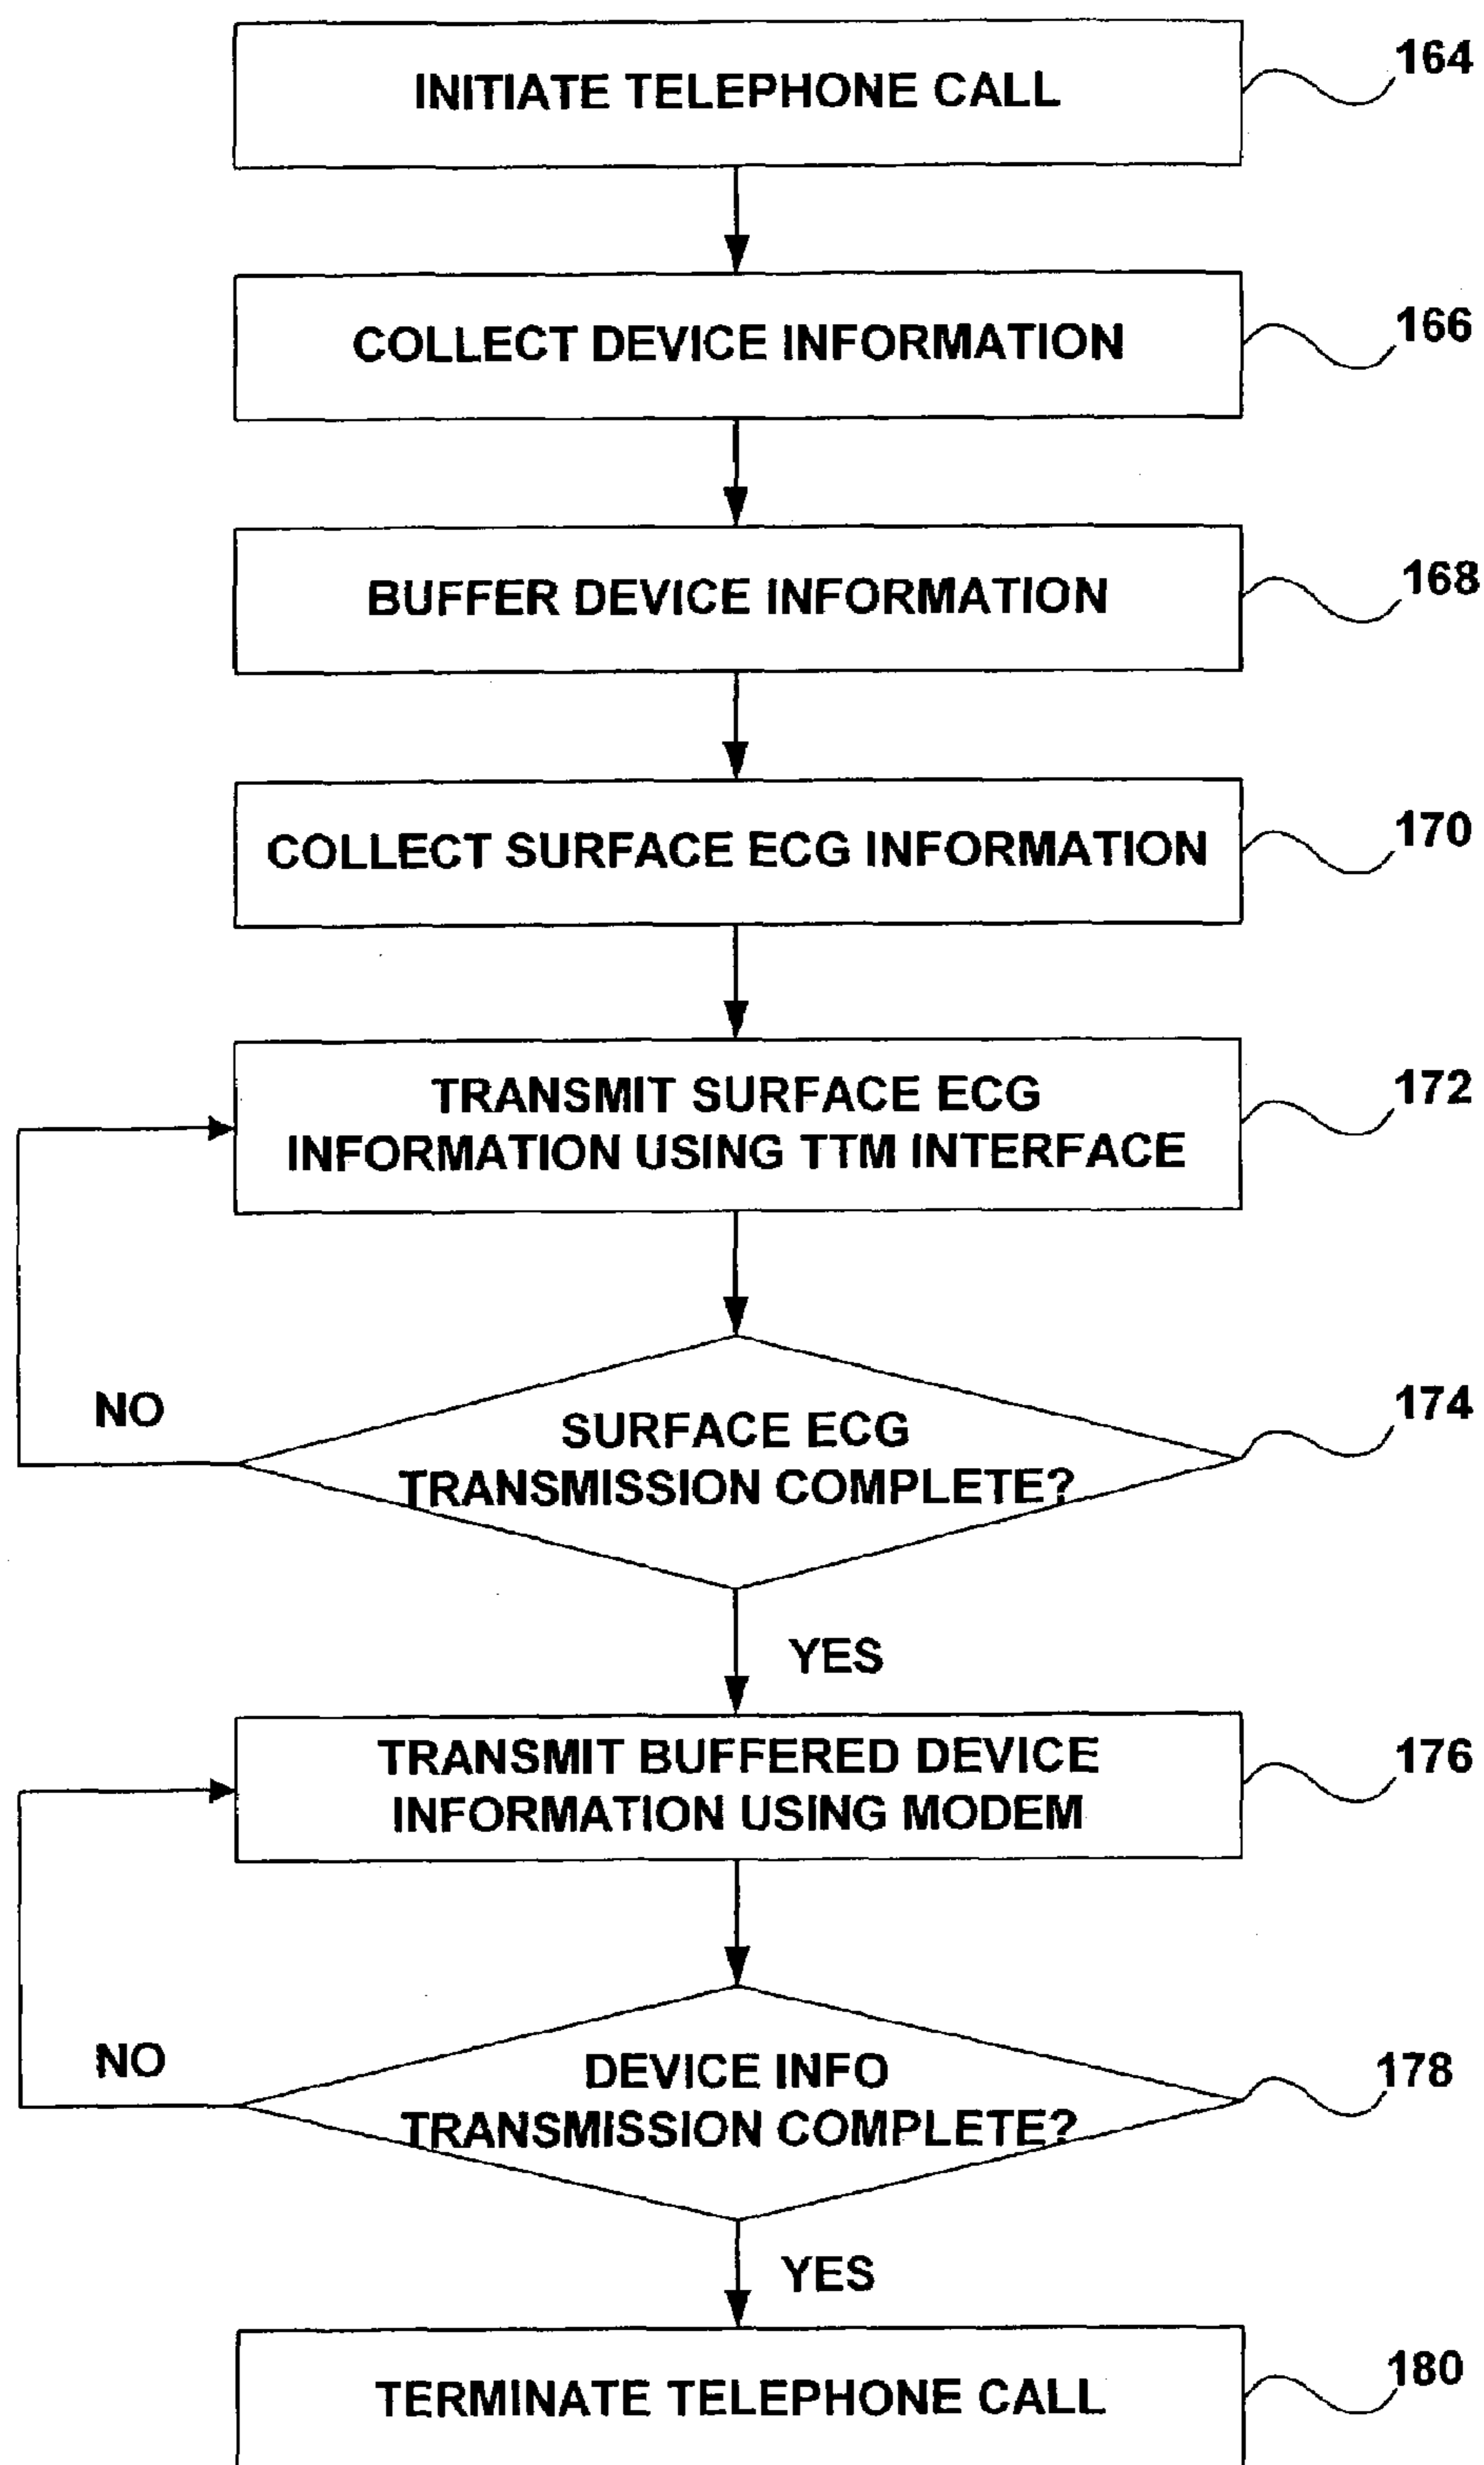 INITIATE TELEPHONE CALL
164
COLLECT DEVICE INFORMATION
166
BUFFER DEVICE INFORMATION
168
COLLECT SURFACE ECG INFORMATION
170
TRANSMIT SURFACE ECG
INFORMATION USING TTM INTERFACE
172
NO
SURFACE ECG
TRANSMISSION COMPLETE?
174
YES
TRANSMIT BUFFERED DEVICE
INFORMATION USING MODEM
176
NO
DEVICE INFO
TRANSMISSION COMPLETE?
178
YES
TERMINATE TELEPHONE CALL
180